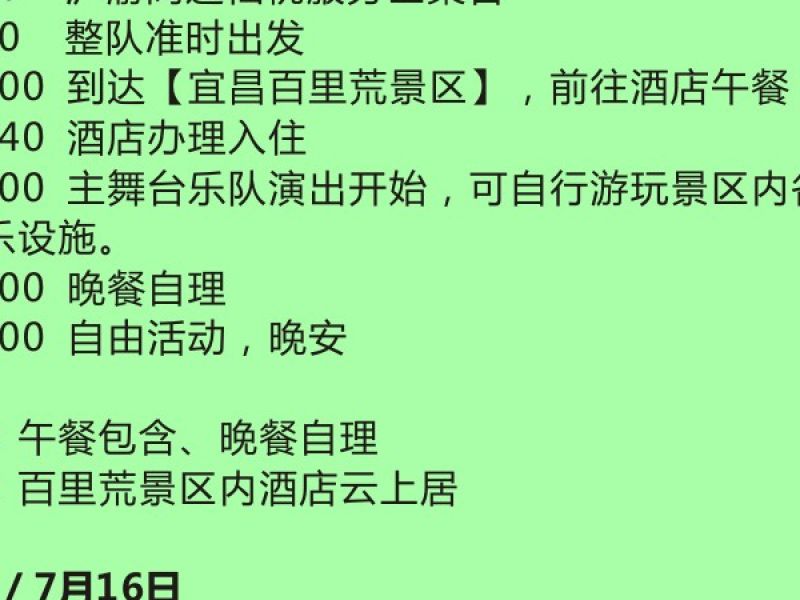 0 整队准时出发
00 到达【宜昌百里荒景区】，前往酒店午餐
40 酒店办理入住
00 主舞台乐队演出开始，可自行游玩景区内
乐设施。
00 晚餐自理
00 自由活动，晚安
午餐包含、晚餐自理
百里荒景区内酒店云上居
/ 7月16日